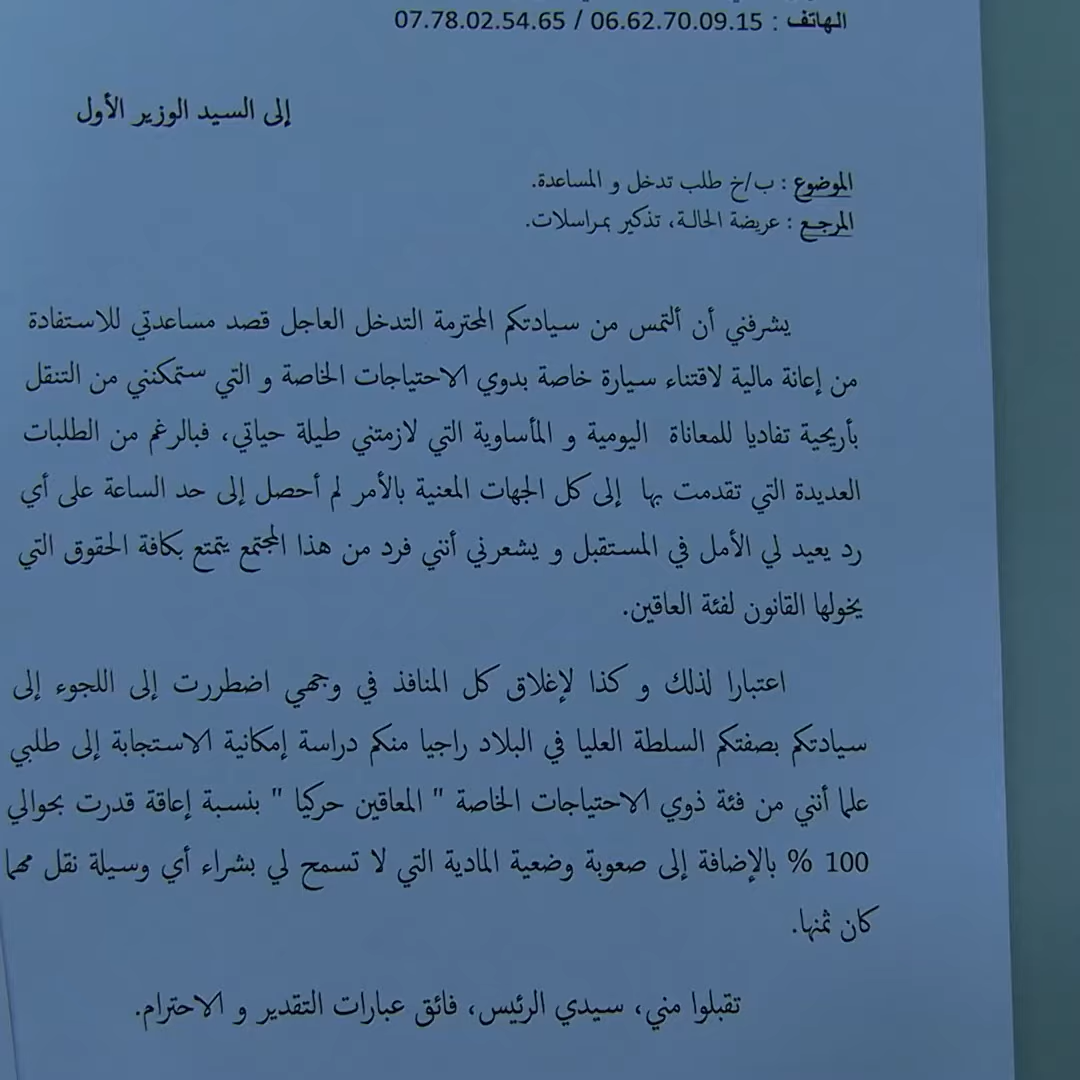 الهاتف : 06.62.70.09.15 / 07.78.02.54.65
إلى السيد الوزير الأول
الموضوع : ب/خ طلب تدخل و المساعدة.
المرجع : عريضة الحالة، تذكير بمراسلات.
يشرفني أن ألتمس من سيادتكم المحترمة التدخل العاجل قصد مساعدتي للاستفادة
من إعانة مالية لاقتناء سيارة خاصة بدوي الاحتياجات الخاصة و التي ستمكنني من التنقل
بأريحية تفاديا للمعاناة اليومية و المأساوية التي لازمتني طيلة حياتي، فبالرغم من الطلبات
العديدة التي تقدمت بها إلى كل الجهات المعنية بالأمر لم أحصل إلى حد الساعة على أي
رد يعيد لي الأمل في المستقبل و يشعرني أنني فرد من هذا المجتمع يتمتع بكافة الحقوق التي
يخولها القانون لفئة العاقين.
اعتبارا لذلك و كذا لإغلاق كل المنافذ في وجهي اضطررت إلى اللجوء إلى
سيادتكم بصفتكم السلطة العليا في البلاد راجيا منكم دراسة إمكانية الاستجابة إلى طلبي
علما أنني من فئة ذوي الاحتياجات الخاصة " المعاقين حركيا " بنسبة إعاقة قدرت بحوالي
100 % بالإضافة إلى صعوبة وضعية المادية التي لا تسمح لي بشراء أي وسيلة نقل مهما
كان ثمنها.
تقبلوا مني، سيدي الرئيس، فائق عبارات التقدير و الاحترام.